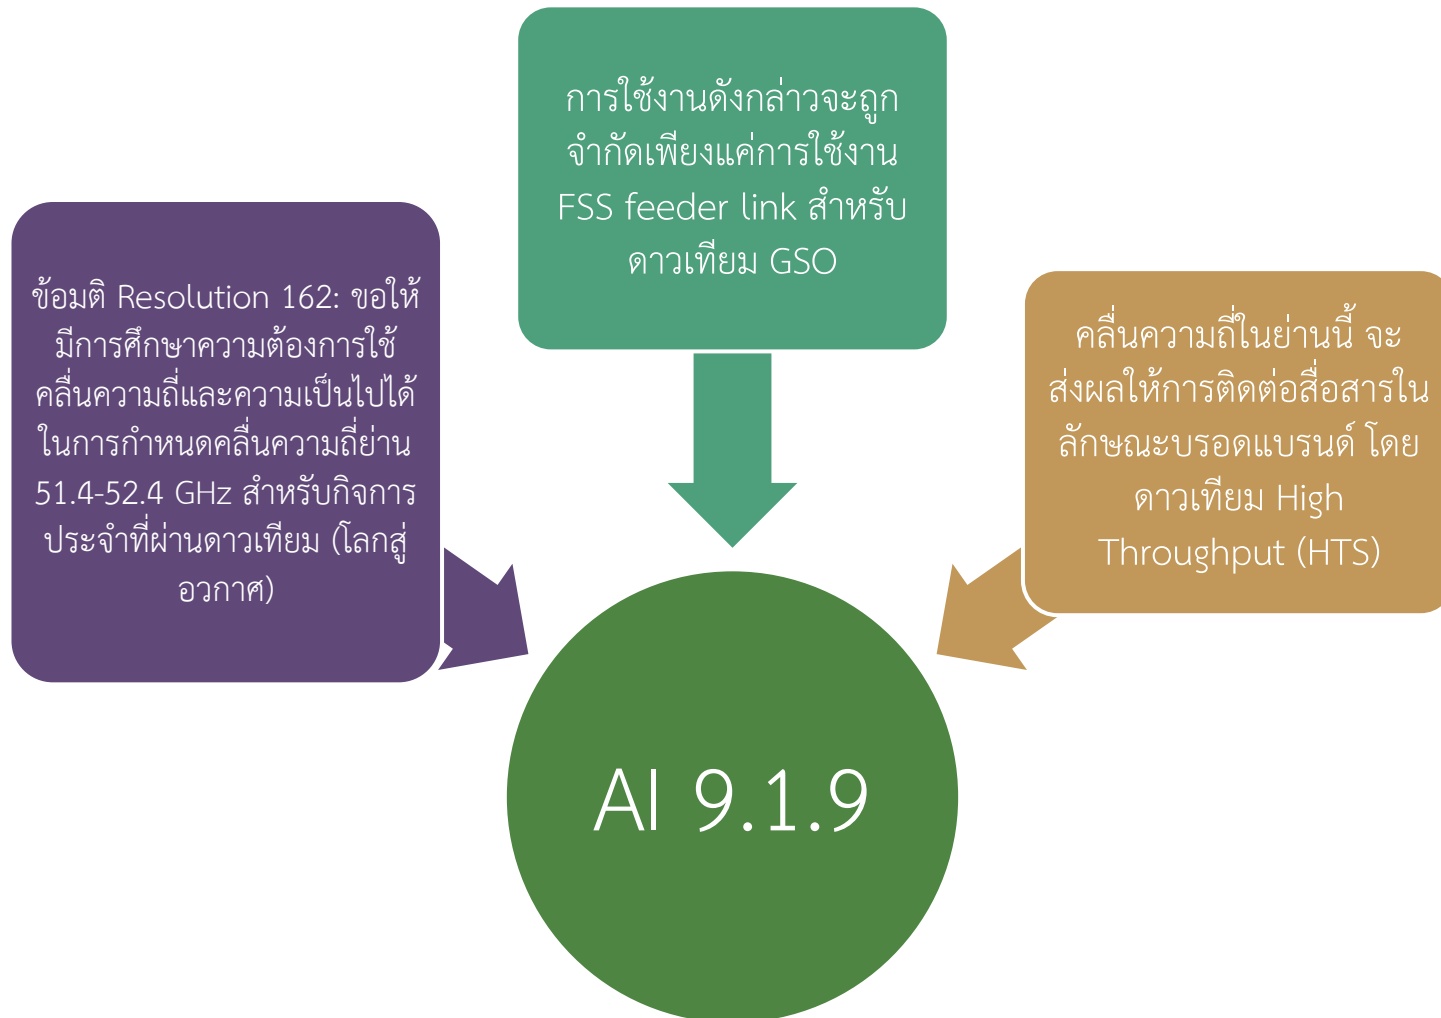 การใช้งานดังกล่าวจะถูก
จำกัดเพียงแค่การใช้งาน
FSS feeder link สำหรับ
ดาวเทียม GSO
ข้อมติ Resolution 162: ขอให้
มีการศึกษาความต้องการใช้
คลื่นความถี่และความเป็นไปได้
ในการกำหนดคลื่นความถี่ย่าน
51.4-52.4 GHz สำหรับกิจการ
ประจำที่ผ่านดาวเทียม (โลกสู่
อวกาศ)
คลื่นความถี่ในย่านนี้ จะ
ส่งผลให้การติดต่อสื่อสารใน
ลักษณะบรอดแบรนด์ โดย
ดาวเทียม High
Throughput (HTS)
AI 9.1.9